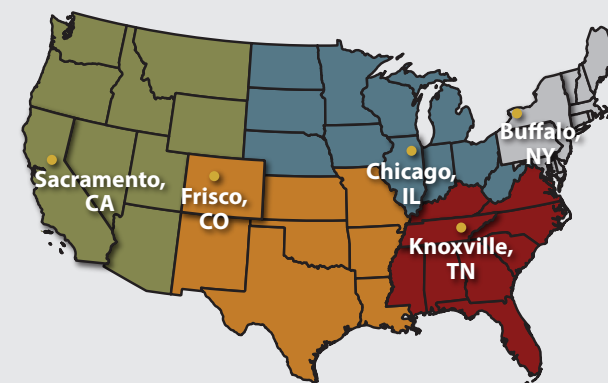 Buffalo,
NY
Chicago,
IL
Sacramento,
CA
Frisco,
CO
Knoxville,
TN